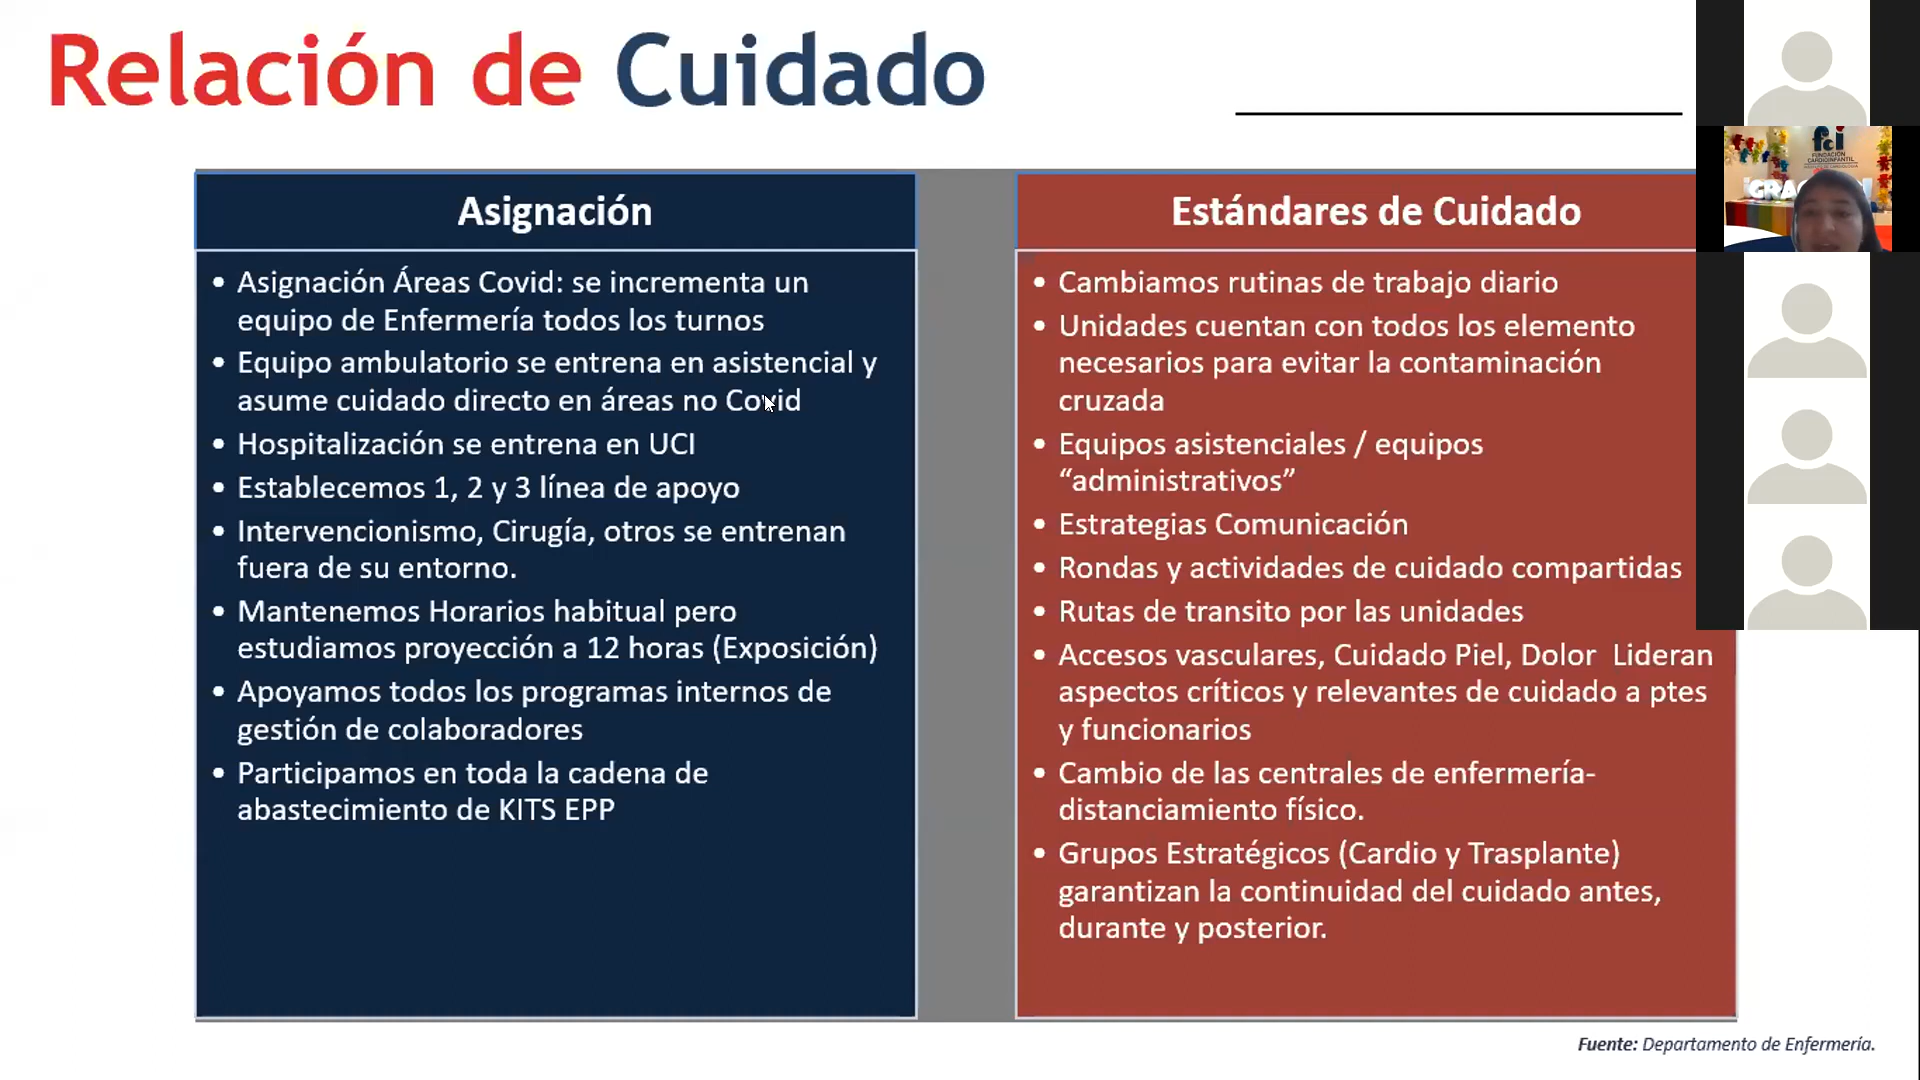 Relación de Cuidado
Asignación
• Asignación Áreas Covid: se incrementa un
equipo de Enfermería todos los turnos
• Equipo ambulatorio se entrena en asistencial y
asume cuidado directo en áreas no Covid
• Hospitalización se entrena en UCI
• Establecemos 1, 2 y 3 línea de apoyo
• Intervencionismo, Cirugía, otros se entrenan
fuera de su entorno.
• Mantenemos Horarios habitual pero
estudiamos proyección a 12 horas (Exposición)
• Apoyamos todos los programas internos de
gestión de colaboradores
• Participamos en toda la cadena de
abastecimiento de KITS EPP
Estándares de Cuidado
• Cambiamos rutinas de trabajo diario
• Unidades cuentan con todos los elemento
necesarios para evitar la contaminación
cruzada
• Equipos asistenciales / equipos
“administrativos”
• Estrategias Comunicación
• Rondas y actividades de cuidado compartidas
• Rutas de transito por las unidades
• Accesos vasculares, Cuidado Piel, Dolor  Lideran
aspectos críticos y relevantes de cuidado a ptes
y funcionarios
• Cambio de las centrales de enfermería-
distanciamiento físico.
• Grupos Estratégicos (Cardio y Trasplante)
garantizan la continuidad del cuidado antes,
durante y posterior.
Fuente: Departamento de Enfermería.
fci
FUNDACIÓN
CARDIOINFANTIL